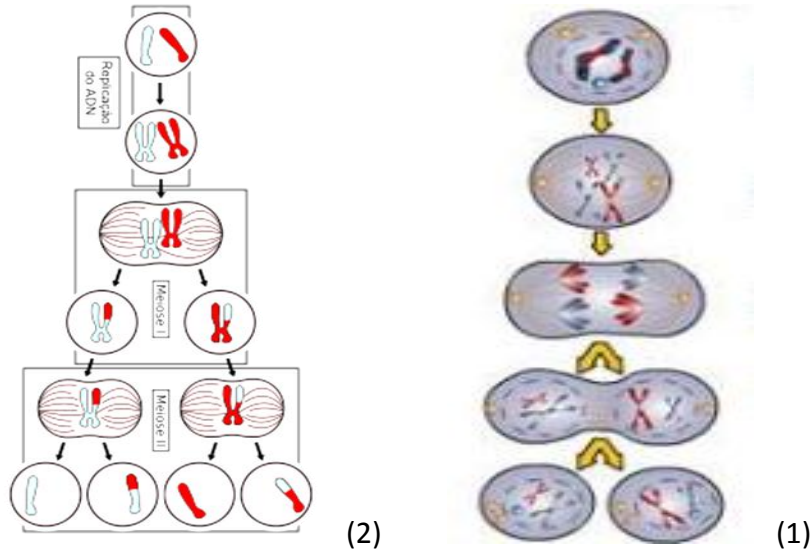 Replicação
do ADN
Meiose I
Meiose II
(2)
(1)